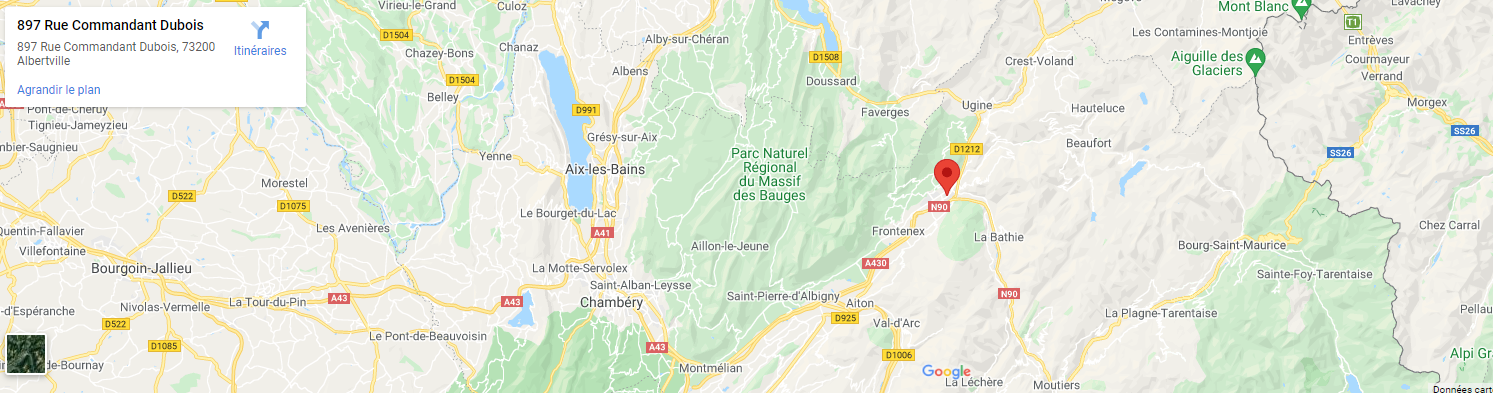 897 Rue Commandant Dubois
897 Rue Commandant Dubois, 73200
Albertville
Itinéraires
Agrandir le plan
Virieu-le-Grand
Culoz
Mont Blanc
Lavachey
T1
D1504
Alby-sur-Chéran
Les Contamines-Montjoie
Entrèves
Chanaz
Chazey-Bons
D1508
Crest-Voland
Aiguille des
Glaciers
Courmayeur
Verrand
Albens
D1504
Doussard
Belley
Ugine
Hauteluce
Morgex
Pont-de-Chéruy
D991
Faverges
Tignieu-Jameyzieu
SS26
Grésy-sur-Aix
Beaufort
mbier-Saugnieu
Yenne
D1212
SS26
Parc Naturel
Régional
du Massif
des Bauges
Aix-les-Bains
Morestel
D522
D1075
N90
Le Bourget-du-Lac
Quentin-Fallavier
Les Avenières
A41
Frontenex
La Bathie
Chez Carral
Villefontaine
Aillon-le-Jeune
Bourg-Saint-Maurice
Bourgoin-Jallieu
La Motte-Servolex
A430
Sainte-Foy-Tarentaise
Saint-Alban-Leysse
La Tour-du-Pin
A43
A43
Chambéry
Saint-Pierre-d'Albigny
Aiton
N90
Nivolas-Vermelle
d'Espéranche
La Plagne-Tarentaise
Pellau
D522
D925
Val-d'Arc
Le Pont-de-Beauvoisin
D1085
A43
D1006
Alpi Gra
de-Bournay
Montmélian
Google
La Léchère
Moutiers
Données cart